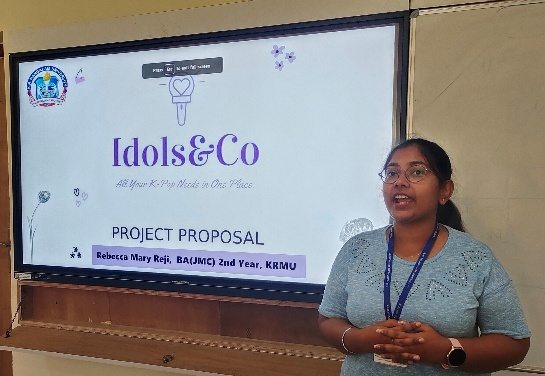 Idols&Co
All Your K-Pop Needs in One Place
PROJECT PROPOSAL
Rebecca Mary Reji, BA(JMC) 2nd Year, KRMU